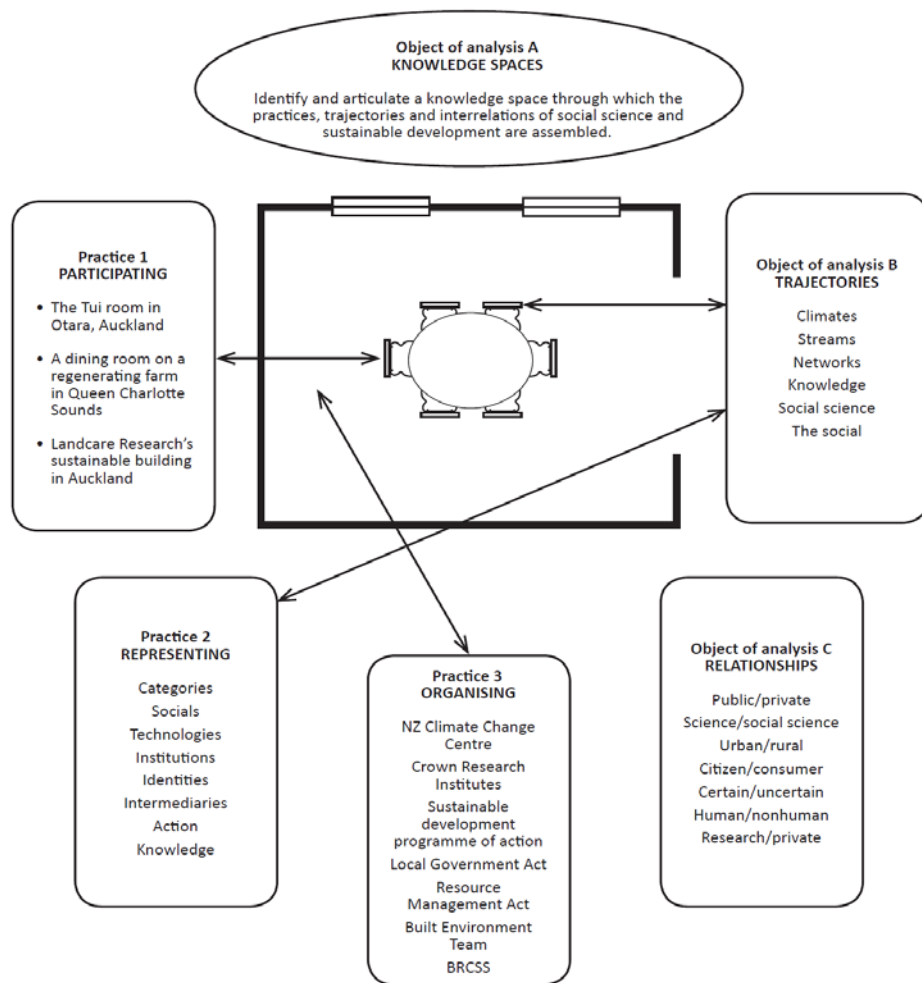 Object of analysis A
KNOWLEDGE SPACES
Identify and articulate a knowledge space through which the
practices, trajectories and interrelations of social science and
sustainable development are assembled.
Practice 1
PARTICIPATING
• The Tui room in
Otara, Auckland
• A dining room on a
regenerating farm
in Queen Charlotte
Sounds
• Landcare Research's
sustainable building
in Auckland
Object of analysis B
TRAJECTORIES
Climates
Streams
Networks
Knowledge
Social science
The social
Practice 2
REPRESENTING
Categories
Socials
Technologies
Institutions
Identities
Intermediaries
Action
Knowledge
Practice 3
ORGANISING
NZ Climate Change
Centre
Crown Research
Institutes
Sustainable
development
programme of action
Local Government Act
Resource
Management Act
Built Environment
Team
BRCSS
Object of analysis C
RELATIONSHIPS
Public/private
Science/social science
Urban/rural
Citizen/consumer
Certain/uncertain
Human/nonhuman
Research/private